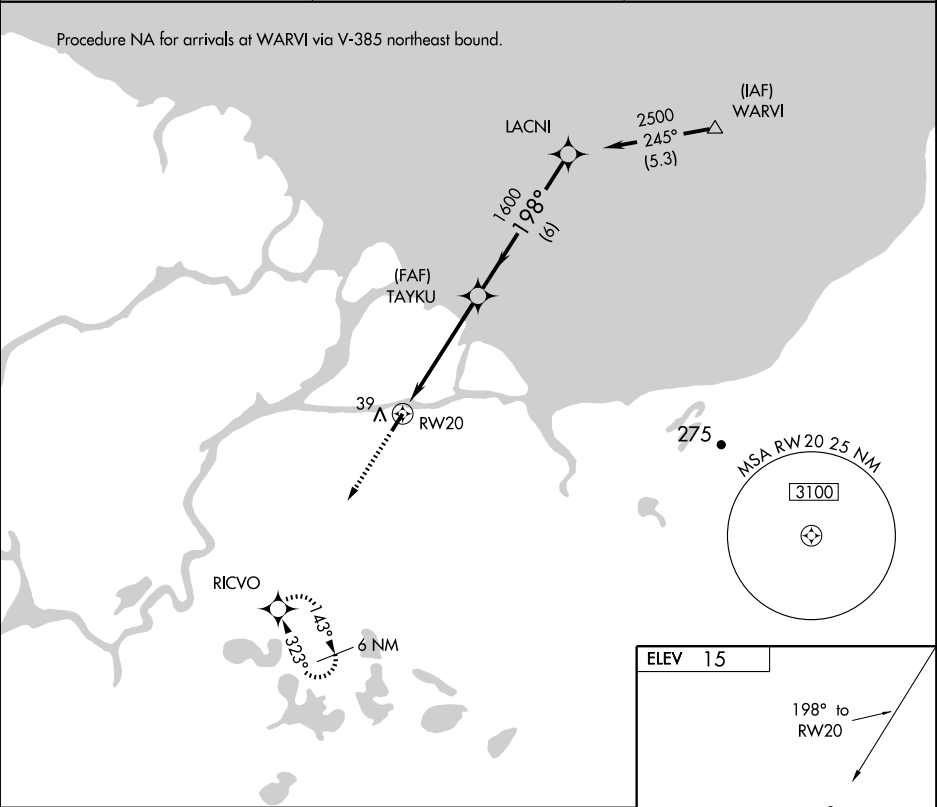 Procedure NA for arrivals at WARVI via V-385 northeast bound.
(IAF)
WARVI
LACNI
2500
245°
(5.3)
1600
198°
(6)
(FAF)
TAYKU
39
RW20
275
MSA RW20 25 NM
3100
RICVO
143°
323°
6 NM
ELEV 15
198° to
RW20